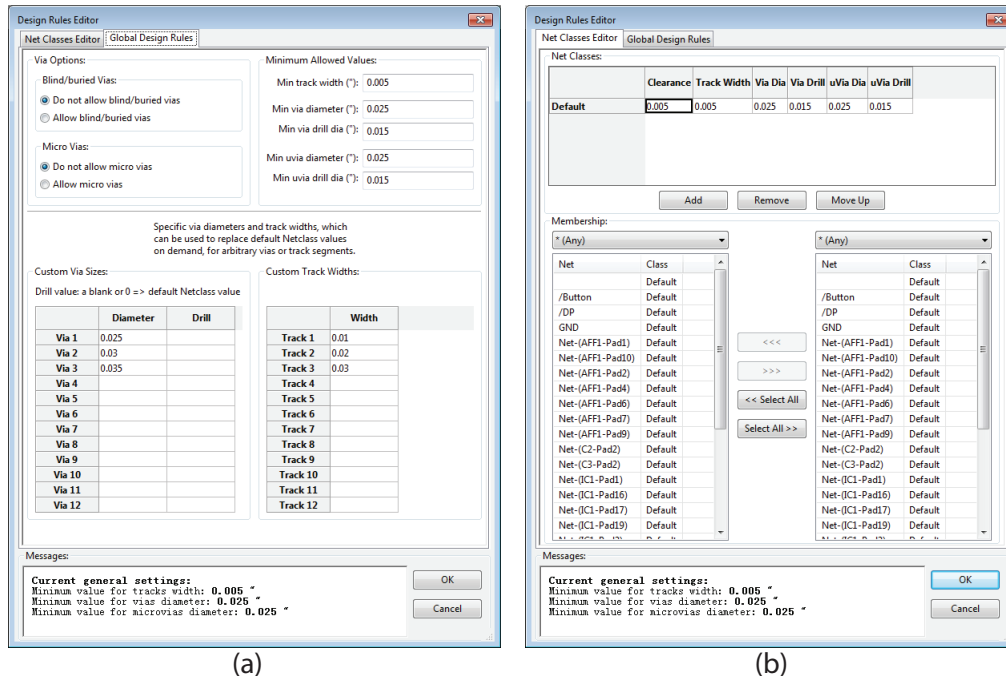 Design Rules Editor
Net Classes Editor Global Design Rules
Via Options:
Blind/buried Vias:
Do not allow blind/buried vias
Allow blind/buried vias
Micro Vias:
Do not allow micro vias
Allow micro vias
Minimum Allowed Values:
Min track width ("): 0.005
Min via diameter ("): 0.025
Min via drill dia ("): 0.015
Min uvia diameter ("): 0.025
Min uvia drill dia ("): 0.015
Specific via diameters and track widths, which
can be used to replace default Netclass values
on demand, for arbitrary vias or track segments.
Custom Via Sizes:
Drill value: a blank or 0 => default Netclass value
Diameter Drill
Via 1 0.025
Via 2 0.03
Via 3 0.035
Via 4
Via 5
Via 6
Via 7
Via 8
Via 9
Via 10
Via 11
Via 12
Custom Track Widths:
Width
Track 1 0.01
Track 2 0.02
Track 3 0.03
Track 4
Track 5
Track 6
Track 7
Track 8
Track 9
Track 10
Track 11
Track 12
Messages:
Current general settings:
Minimum value for tracks width: 0.005 "
Minimum value for vias diameter: 0.025 "
Minimum value for microvias diameter: 0.025 "
OK
Cancel
(a)
Design Rules Editor
Net Classes Editor Global Design Rules
Net Classes:
Clearance Track Width Via Dia Via Drill uVia Dia uVia Drill
Default 0.005 0.005 0.025 0.015 0.025 0.015
Add Remove Move Up
Membership:
* (Any)
Net Class
Default
/Button Default
/DP Default
GND Default
Net-(AFF1-Pad1) Default
Net-(AFF1-Pad10) Default
Net-(AFF1-Pad2) Default
Net-(AFF1-Pad4) Default
Net-(AFF1-Pad6) Default
Net-(AFF1-Pad7) Default
Net-(AFF1-Pad9) Default
Net-(C2-Pad2) Default
Net-(C3-Pad2) Default
Net-(IC1-Pad1) Default
Net-(IC1-Pad16) Default
Net-(IC1-Pad17) Default
Net-(IC1-Pad19) Default
<<<
>>>
<< Select All
Select All >>
* (Any)
Net Class
Default
/Button Default
/DP Default
GND Default
Net-(AFF1-Pad1) Default
Net-(AFF1-Pad10) Default
Net-(AFF1-Pad2) Default
Net-(AFF1-Pad4) Default
Net-(AFF1-Pad6) Default
Net-(AFF1-Pad7) Default
Net-(AFF1-Pad9) Default
Net-(C2-Pad2) Default
Net-(C3-Pad2) Default
Net-(IC1-Pad1) Default
Net-(IC1-Pad16) Default
Net-(IC1-Pad17) Default
Net-(IC1-Pad19) Default
Messages:
Current general settings:
Minimum value for tracks width: 0.005 "
Minimum value for vias diameter: 0.025 "
Minimum value for microvias diameter: 0.025 "
OK
Cancel
(b)